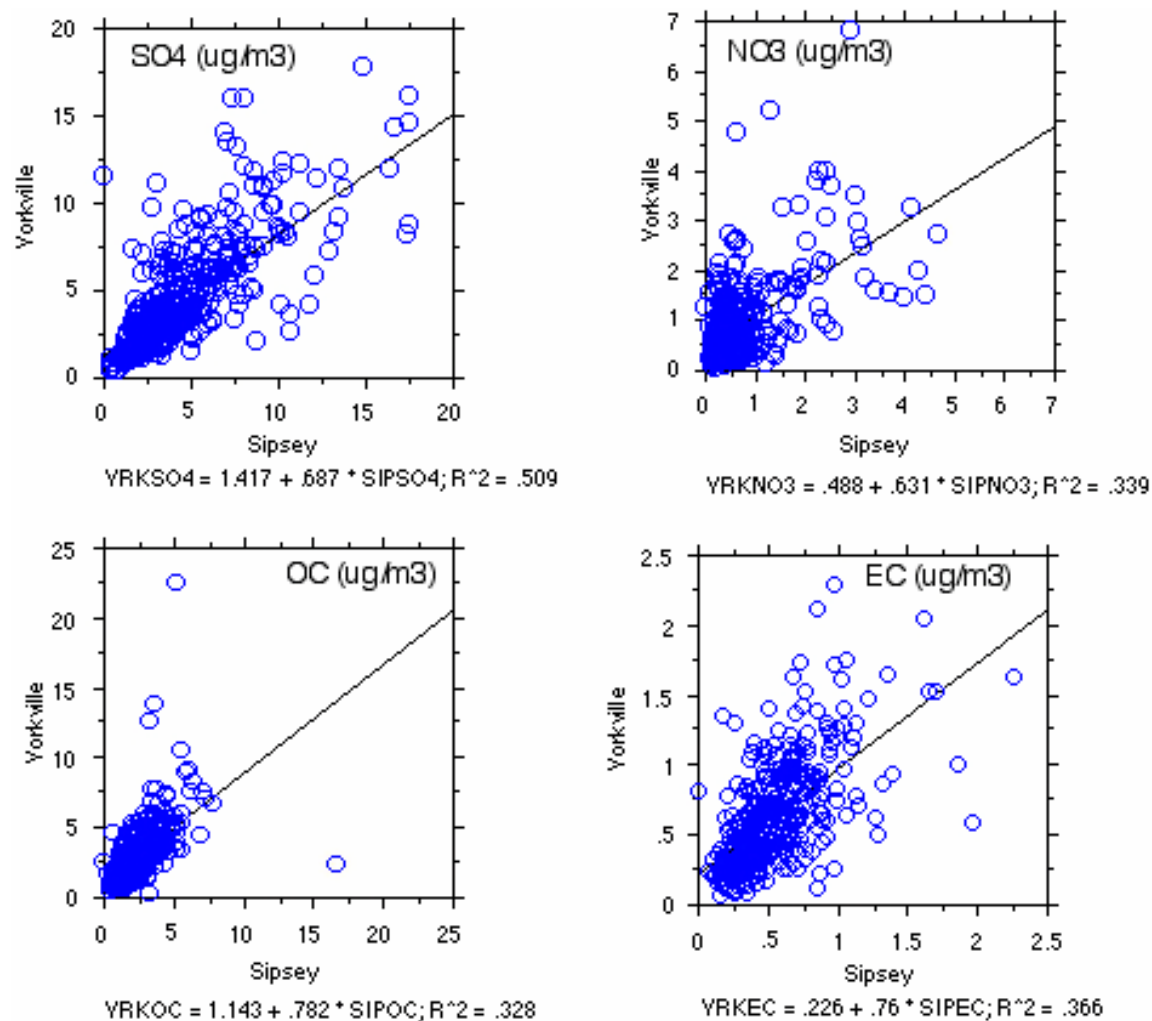 SO4 (ug/m3)
20
15
10
5
0
Yorkville
0 5 10 15 20
Sipsey
YRKSO4 = 1.417 + .687 * SIPSO4; R^2 = .509
NO3 (ug/m3)
7
6
5
4
3
2
1
0
Yorkville
0 1 2 3 4 5 6 7
Sipsey
YRKNO3 = .488 + .631 * SIPNO3; R^2 = .339
OC (ug/m3)
25
20
15
10
5
0
Yorkville
0 5 10 15 20 25
Sipsey
YRKOC = 1.143 + .782 * SIPOC; R^2 = .328
EC (ug/m3)
2.5
2
1.5
1
.5
0
Yorkville
0 .5 1 1.5 2 2.5
Sipsey
YRKEC = .226 + .76 * SIPEC; R^2 = .366